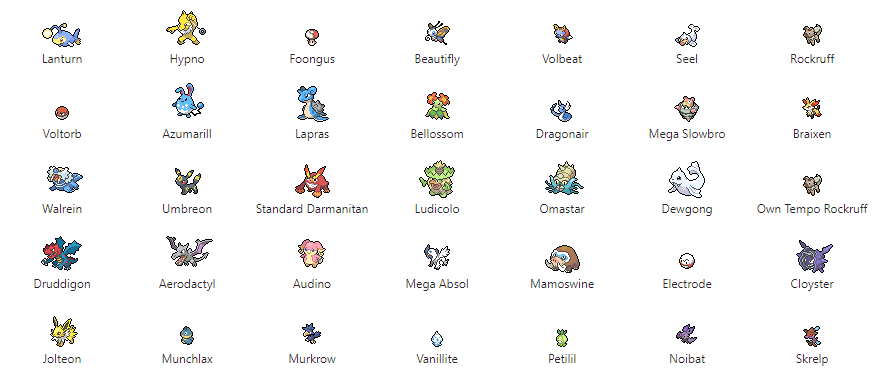 Lanturn Hypno Foongus Beautifly Volbeat Seel Rockruff
Voltorb Azumarill Lapras Bellossom Dragonair Mega Slowbro Braixen
Walrein Umbreon Standard Darmanitan Ludicolo Omastar Dewgong Own Tempo Rockruff
Druddigon Aerodactyl Audino Mega Absol Mamoswine Electrode Cloyster
Jolteon Munchlax Murkrow Vanillite Petilil Noibat Skrelp